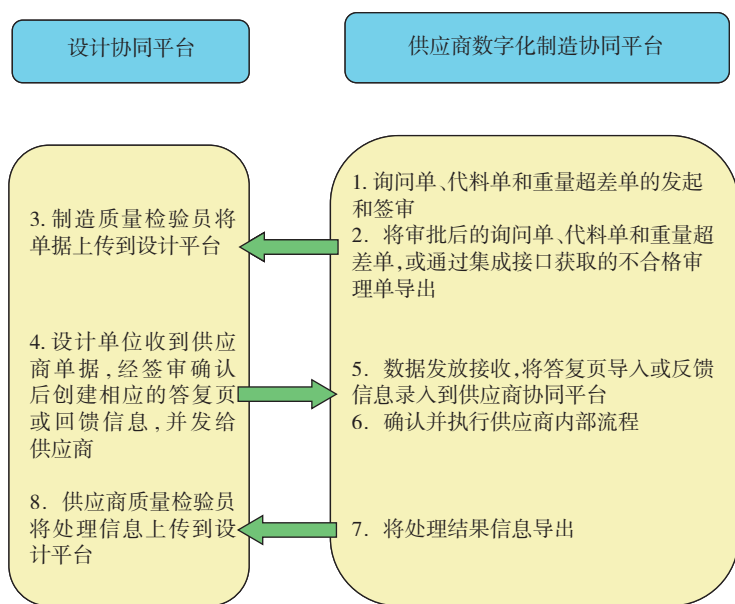 设计协同平台
供应商数字化制造协同平台
3. 制造质量检验员将
单据上传到设计平台
4. 设计单位收到供应
商单据,经签审确认
后创建相应的答复页
或回馈信息,并发给
供应商
8. 供应商质量检验员
将处理信息上传到设
计平台
1. 询问单、代料单和重量超差单的发起
和签审
2. 将审批后的询问单、代料单和重量超
差单,或通过集成接口获取的不合格审
理单导出
5. 数据发放接收,将答复页导入或反馈
信息录入到供应商协同平台
6. 确认并执行供应商内部流程
7. 将处理结果信息导出